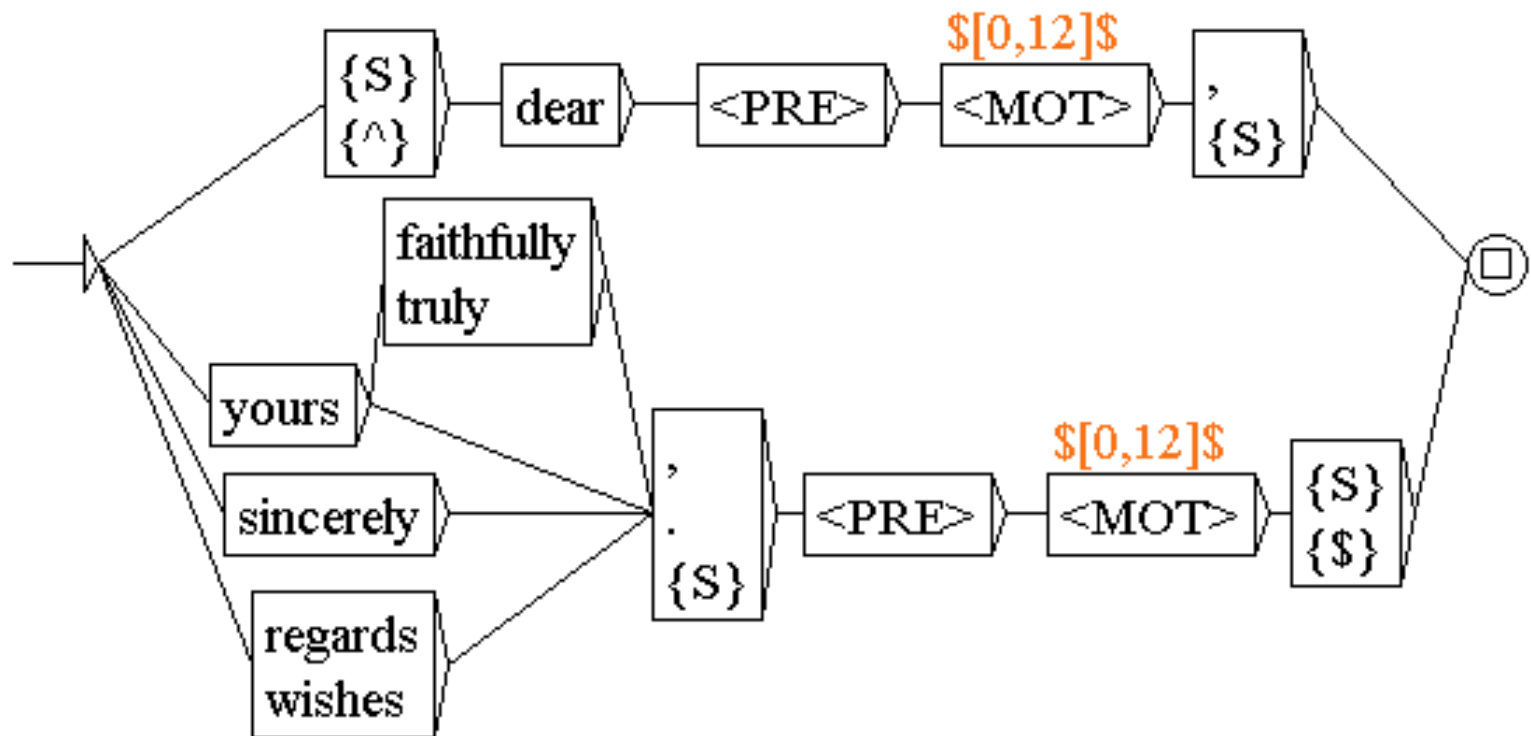 $[0,12]$
{S}
{^}
dear
<PRE>
<MOT>
,
{S}
faithfully
truly
yours
sincerely
regards
wishes
,
.
{S}
<PRE>
$[0,12]$
<MOT>
{S}
{$}